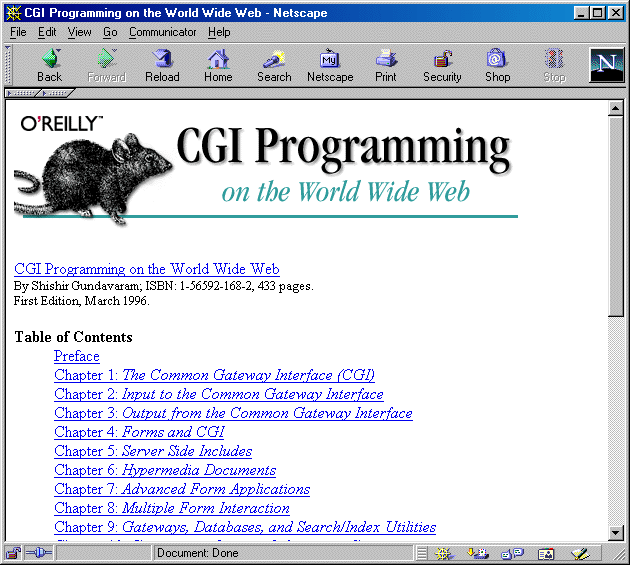 CGI Programming on the World Wide Web - Netscape
File Edit View Go Communicator Help
Back Forward Reload Home Search Netscape Print Security Shop Stop
My
N
O'REILLY™
CGI Programming
on the World Wide Web
CGI Programming on the World Wide Web
By Shishir Gundavaram; ISBN: 1-56592-168-2, 433 pages.
First Edition, March 1996.
Table of Contents
Preface
Chapter 1: The Common Gateway Interface (CGI)
Chapter 2: Input to the Common Gateway Interface
Chapter 3: Output from the Common Gateway Interface
Chapter 4: Forms and CGI
Chapter 5: Server Side Includes
Chapter 6: Hypermedia Documents
Chapter 7: Advanced Form Applications
Chapter 8: Multiple Form Interaction
Chapter 9: Gateways, Databases, and Search/Index Utilities
Document: Done